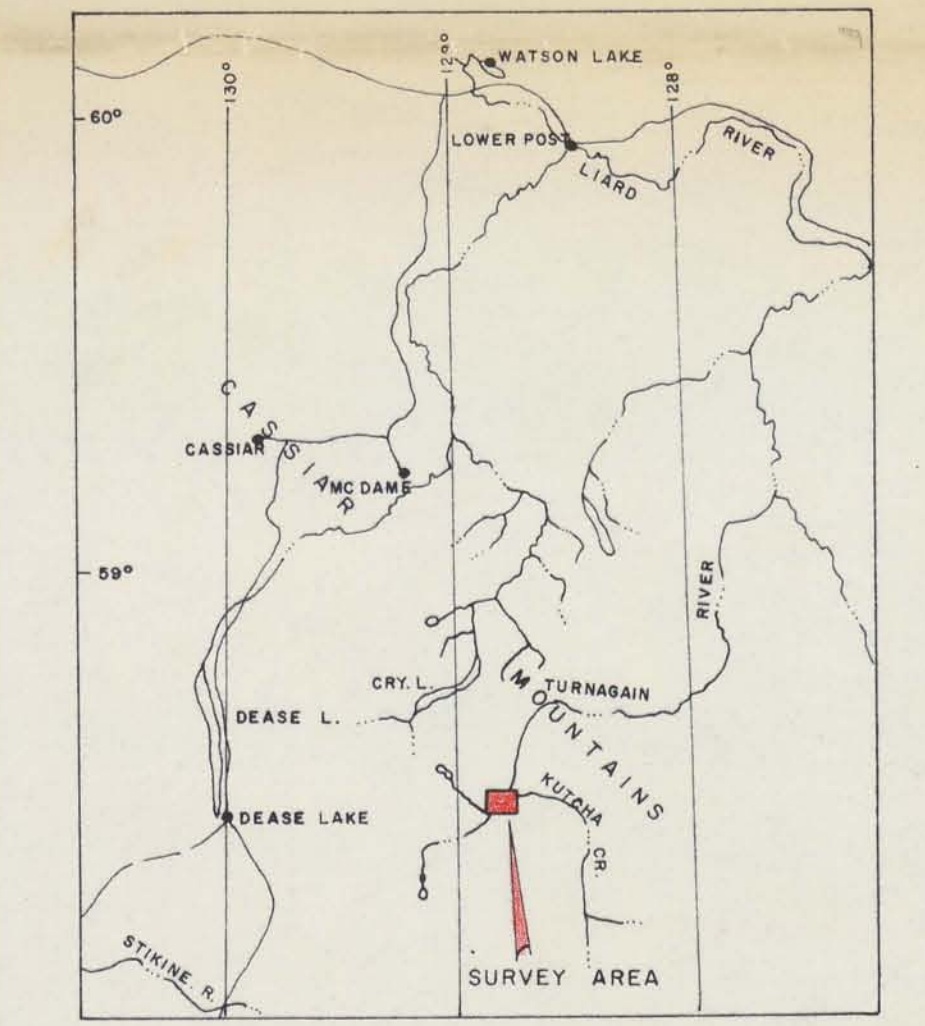 WATSON LAKE
130°
129°
128°
60°
LOWER POST
RIVER
LIARD
CASSIAR
CASSIAR
MC DAME
59°
RIVER
CRY. L.
MOUNTAINS
TURNAGAIN
DEASE L.
KUTCHA
CR.
DEASE LAKE
STIKINE R.
SURVEY AREA